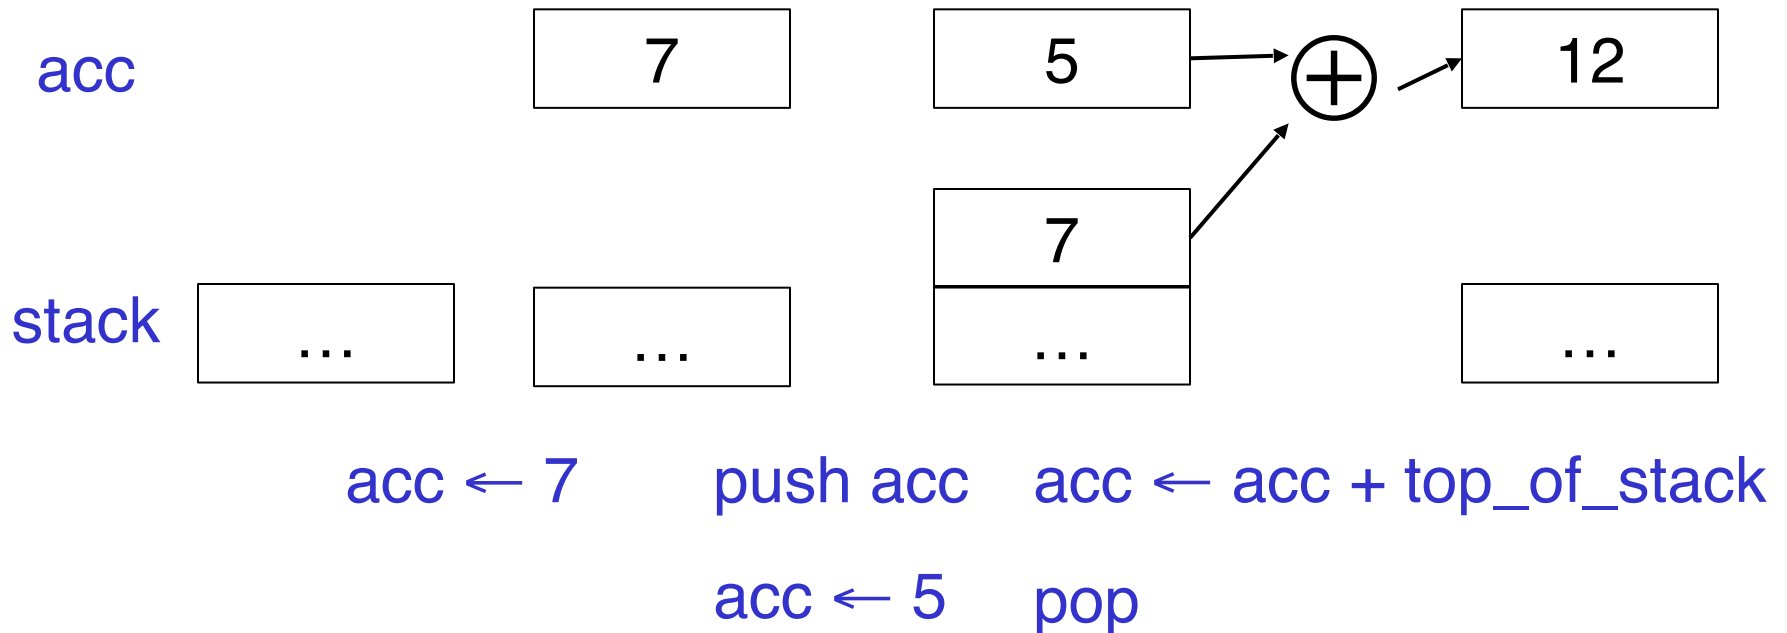 acc 7 5 12
7
stack … … … …
acc ← 7 push acc acc ← acc + top_of_stack
acc ← 5 pop